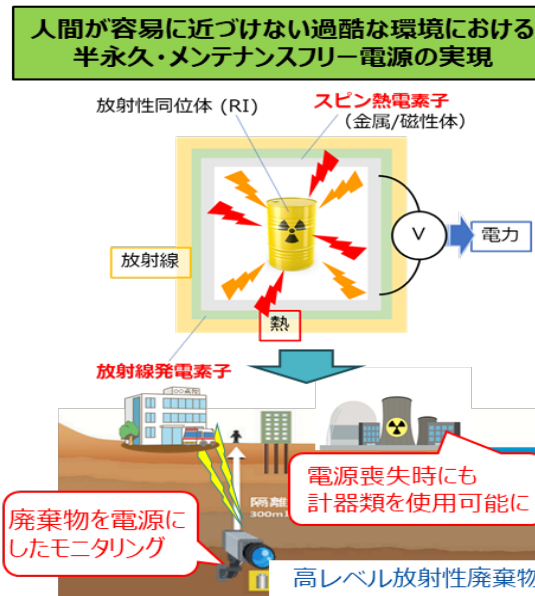 人間が容易に近づけない過酷な環境における
半永久・メンテナンスフリー電源の実現
放射性同位体 (RI)
スピン熱電素子
（金属/磁性体）
V
電力
放射線
熱
放射線発電素子
隔離
300m
電源喪失時にも
計器類を使用可能に
廃棄物を電源に
したモニタリング
高レベル放射性廃棄物